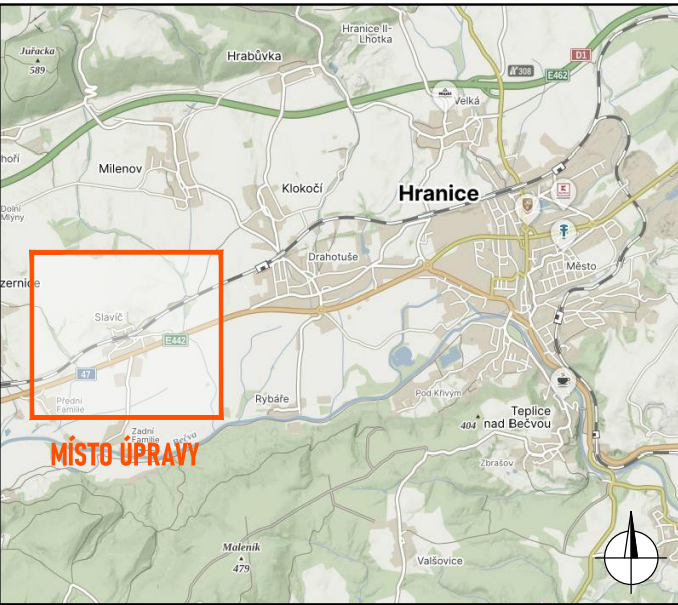 Hranice II-
Lhotka
Juřacka
589
Hrabůvka
D1
308
E462
Velká
hoří
Milenov
Klokočí
Hranice
Dolní
Mlýny
Drahotuše
Město
zernice
Slavíč
E442
47
Přední
Familie
Rybáře
Pod Křivým
Zadní
Familie
Bečva
404
Teplice
nad Bečvou
MÍSTO ÚPRAVY
Zbrašov
Maleník
479
Valšovice